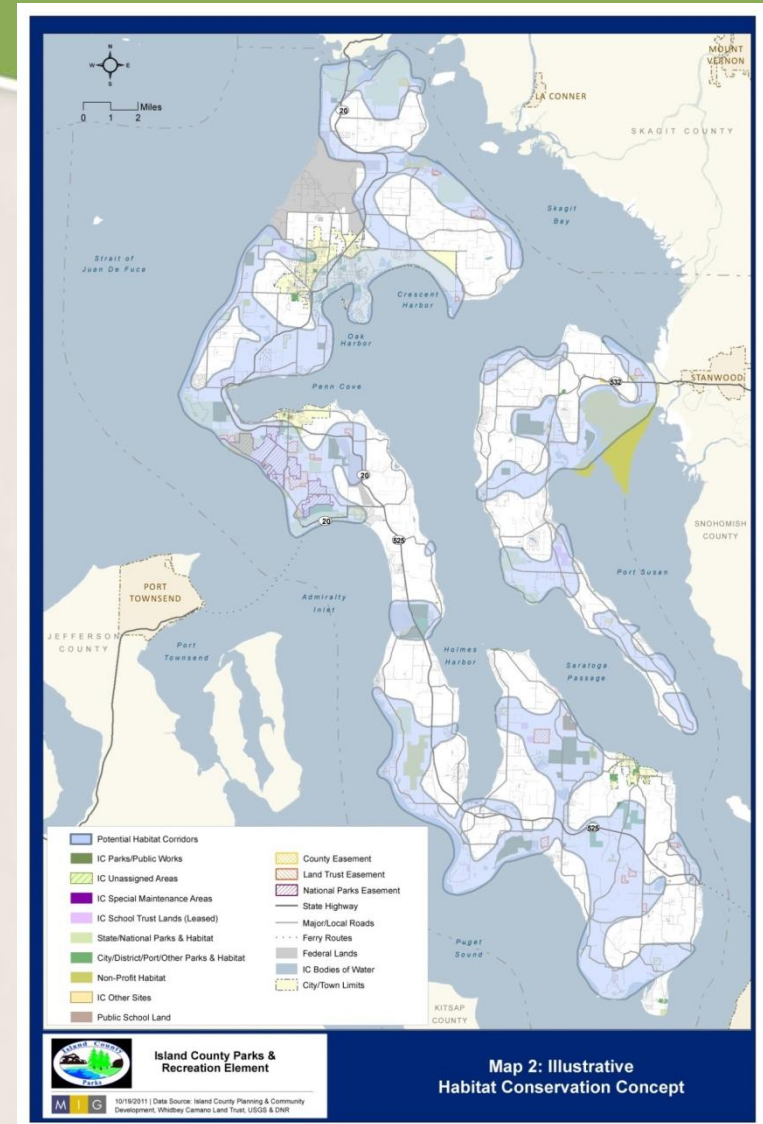 N
W
E
S
Miles
0 1 2
20
MOUNT
VERNON
LA CONNER
SKAGIT COUNTY
Skagit
Bay
Strait of
Juan De Fuca
Crescent
Harbor
Oak
Harbor
Penn Cove
532
STANWOOD
20
20
525
SNOHOMISH
COUNTY
Port Susan
PORT
TOWNSEND
Admiralty
Inlet
JEFFERSON
COUNTY
Port
Townsend
Holmes
Harbor
Saratoga
Passage
525
Puget
Sound
KITSAP
COUNTY
Potential Habitat Corridors
IC Parks/Public Works
IC Unassigned Areas
IC Special Maintenance Areas
IC School Trust Lands (Leased)
State/National Parks & Habitat
City/District/Port/Other Parks & Habitat
Non-Profit Habitat
IC Other Sites
Public School Land
County Easement
Land Trust Easement
National Parks Easement
State Highway
Major/Local Roads
Ferry Routes
Federal Lands
IC Bodies of Water
City/Town Limits
Island County
Parks
Island County Parks &
Recreation Element
M I G
10/19/2011 | Data Source: Island County Planning & Community
Development, Whidbey Camano Land Trust, USGS & DNR
Map 2: Illustrative
Habitat Conservation Concept